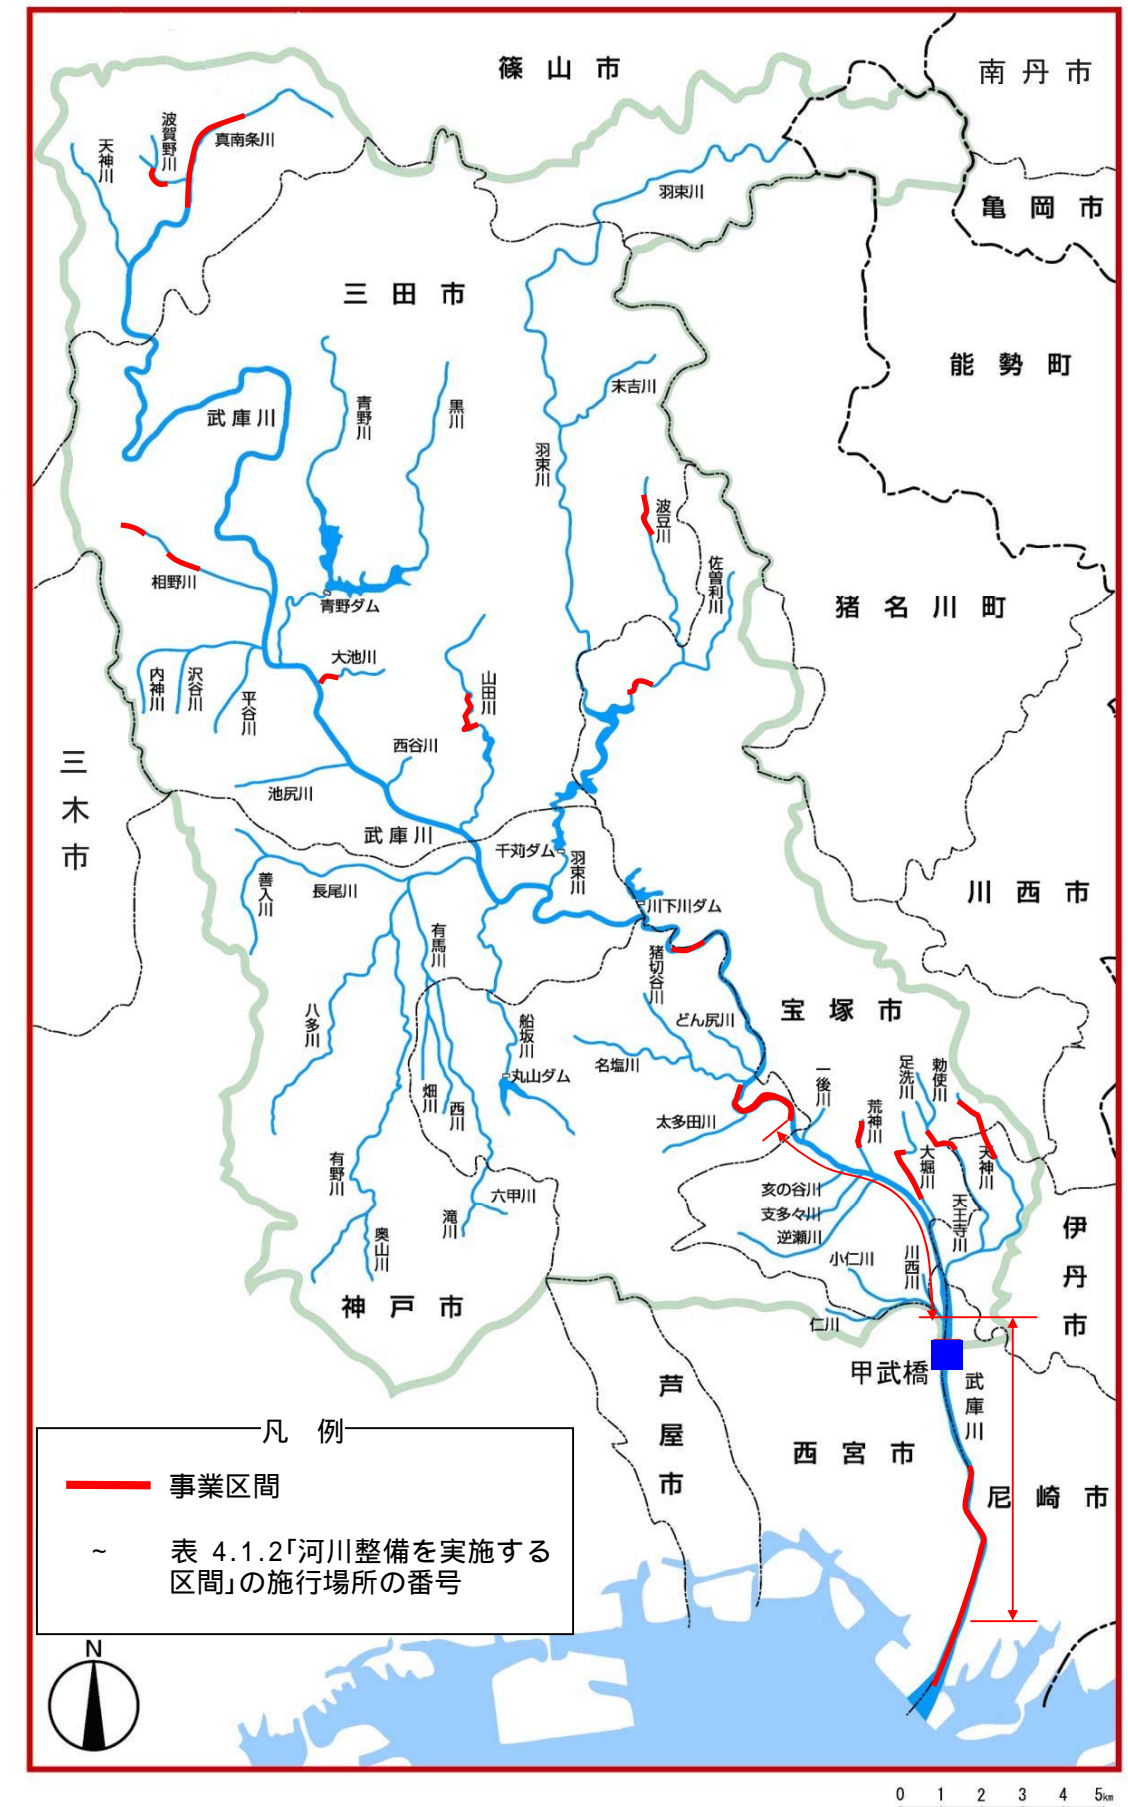 篠山市
南丹市
波賀野川
真南条川
天神川
羽束川
亀岡市
三田市
能勢町
末吉川
武庫川
青野川
黒川
羽束川
波豆川
佐曽利川
相野川
青野ダム
猪名川町
大池川
内神川
沢谷川
平谷川
山田川
西谷川
三木市
池尻川
武庫川
千苅ダム
羽束川
善入川
長尾川
川西市
川下川ダム
有馬川
猪切谷川
宝塚市
八多川
船坂川
どん尻川
名塩川
丸山ダム
一後川
足洗川
勅使川
畑川
西川
太多田川
荒神川
大堀川
天神川
有野川
六甲川
亥の谷川
支多々川
逆瀬川
天王寺川
滝川
奥山川
小仁川
川西川
伊丹市
神戸市
仁川
甲武橋
武庫川
芦屋市
西宮市
尼崎市
凡 例
事業区間
~ 表 4.1.2「河川整備を実施する
区間」の施行場所の番号
N
0 1 2 3 4 5km